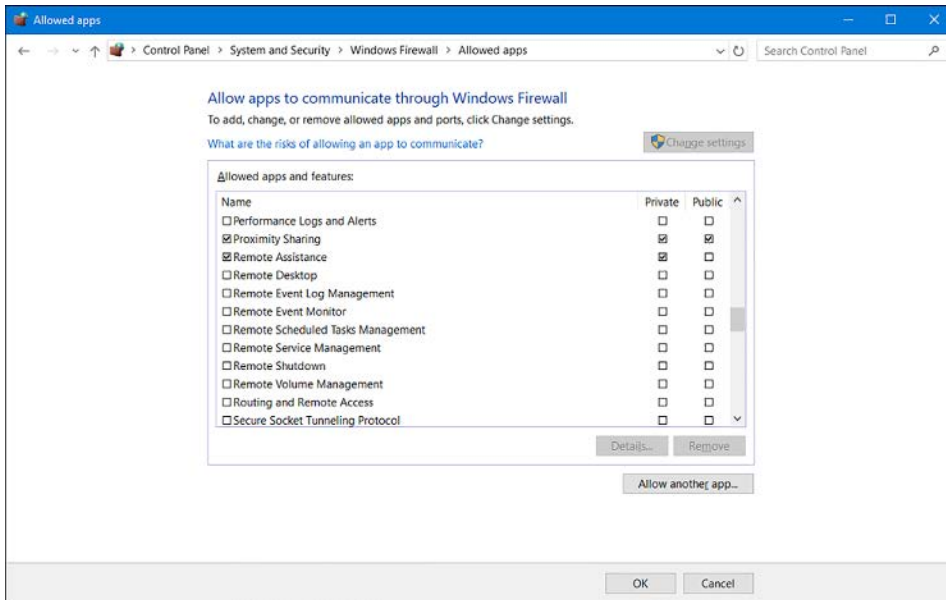 Allowed apps
Control Panel > System and Security > Windows Firewall > Allowed apps
Search Control Panel
Allow apps to communicate through Windows Firewall
To add, change, or remove allowed apps and ports, click Change settings.
What are the risks of allowing an app to communicate?
Change settings
Allowed apps and features:
Name Private Public
Performance Logs and Alerts
Proximity Sharing
Remote Assistance
Remote Desktop
Remote Event Log Management
Remote Event Monitor
Remote Scheduled Tasks Management
Remote Service Management
Remote Shutdown
Remote Volume Management
Routing and Remote Access
Secure Socket Tunneling Protocol
Details... Remove
Allow another app...
OK Cancel